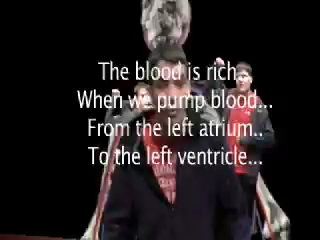 The blood is rich
When we pump blood...
From the left atrium..
To the left ventricle...